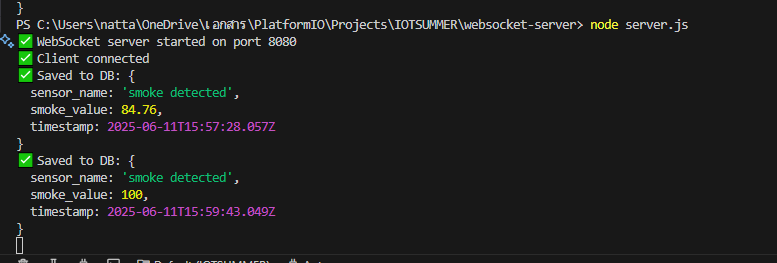 }
PS C:\Users\natta\OneDrive\เอกสาร\PlatformIO\Projects\IOTSUMMER\websocket-server> node server.js
✅ WebSocket server started on port 8080
✅ Client connected
✅ Saved to DB: {
  sensor_name: 'smoke detected',
  smoke_value: 84.76,
  timestamp: 2025-06-11T15:57:28.057Z
}
✅ Saved to DB: {
  sensor_name: 'smoke detected',
  smoke_value: 100,
  timestamp: 2025-06-11T15:59:43.049Z
}